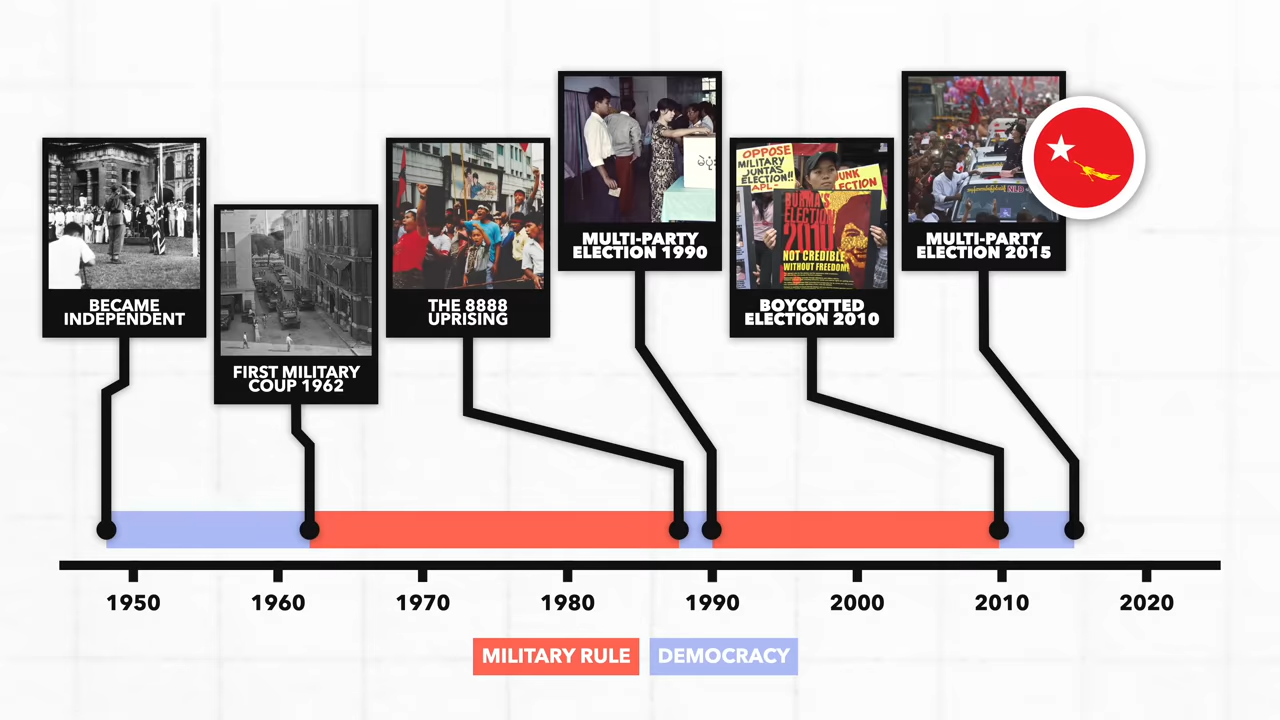 BECAME
INDEPENDENT
FIRST MILITARY
COUP 1962
THE 8888
UPRISING
MULTI-PARTY
ELECTION 1990
OPPOSE
MILITARY
JUNTA'S
ELECTION!!
BURMA'S
ELECTION
2010
NOT CREDIBLE
WITHOUT FREEDOM!
BOYCOTTED
ELECTION 2010
NLD
MULTI-PARTY
ELECTION 2015
1950
1960
1970
1980
1990
2000
2010
2020
MILITARY RULE
DEMOCRACY